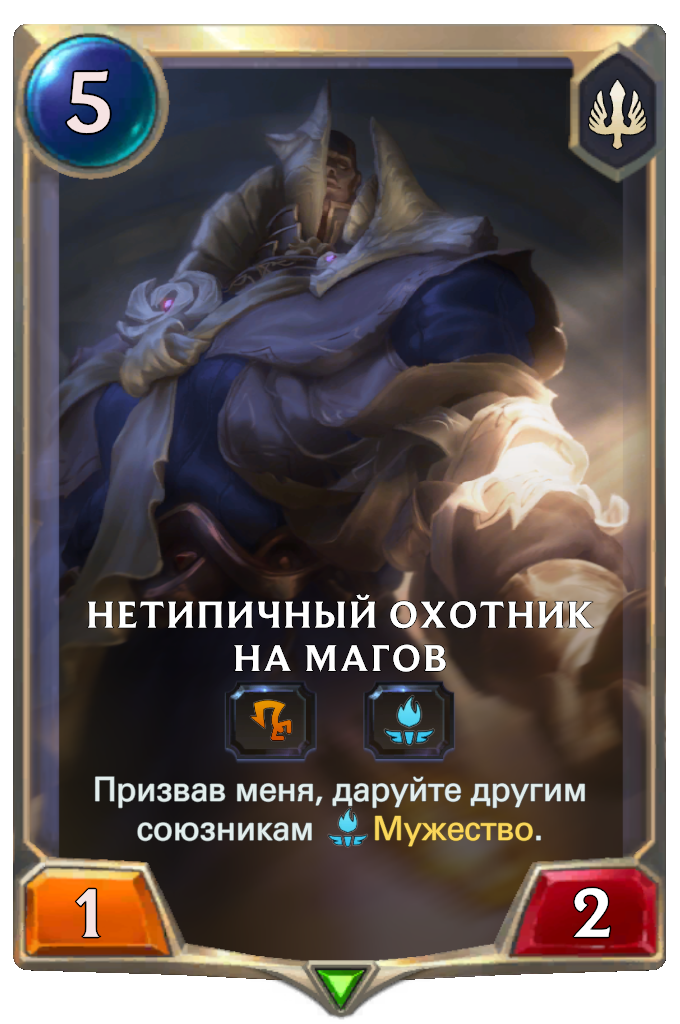 5
НЕТИПИЧНЫЙ ОХОТНИК
НА МАГОВ
Призвав меня, даруйте другим
союзникам Мужество.
1
2